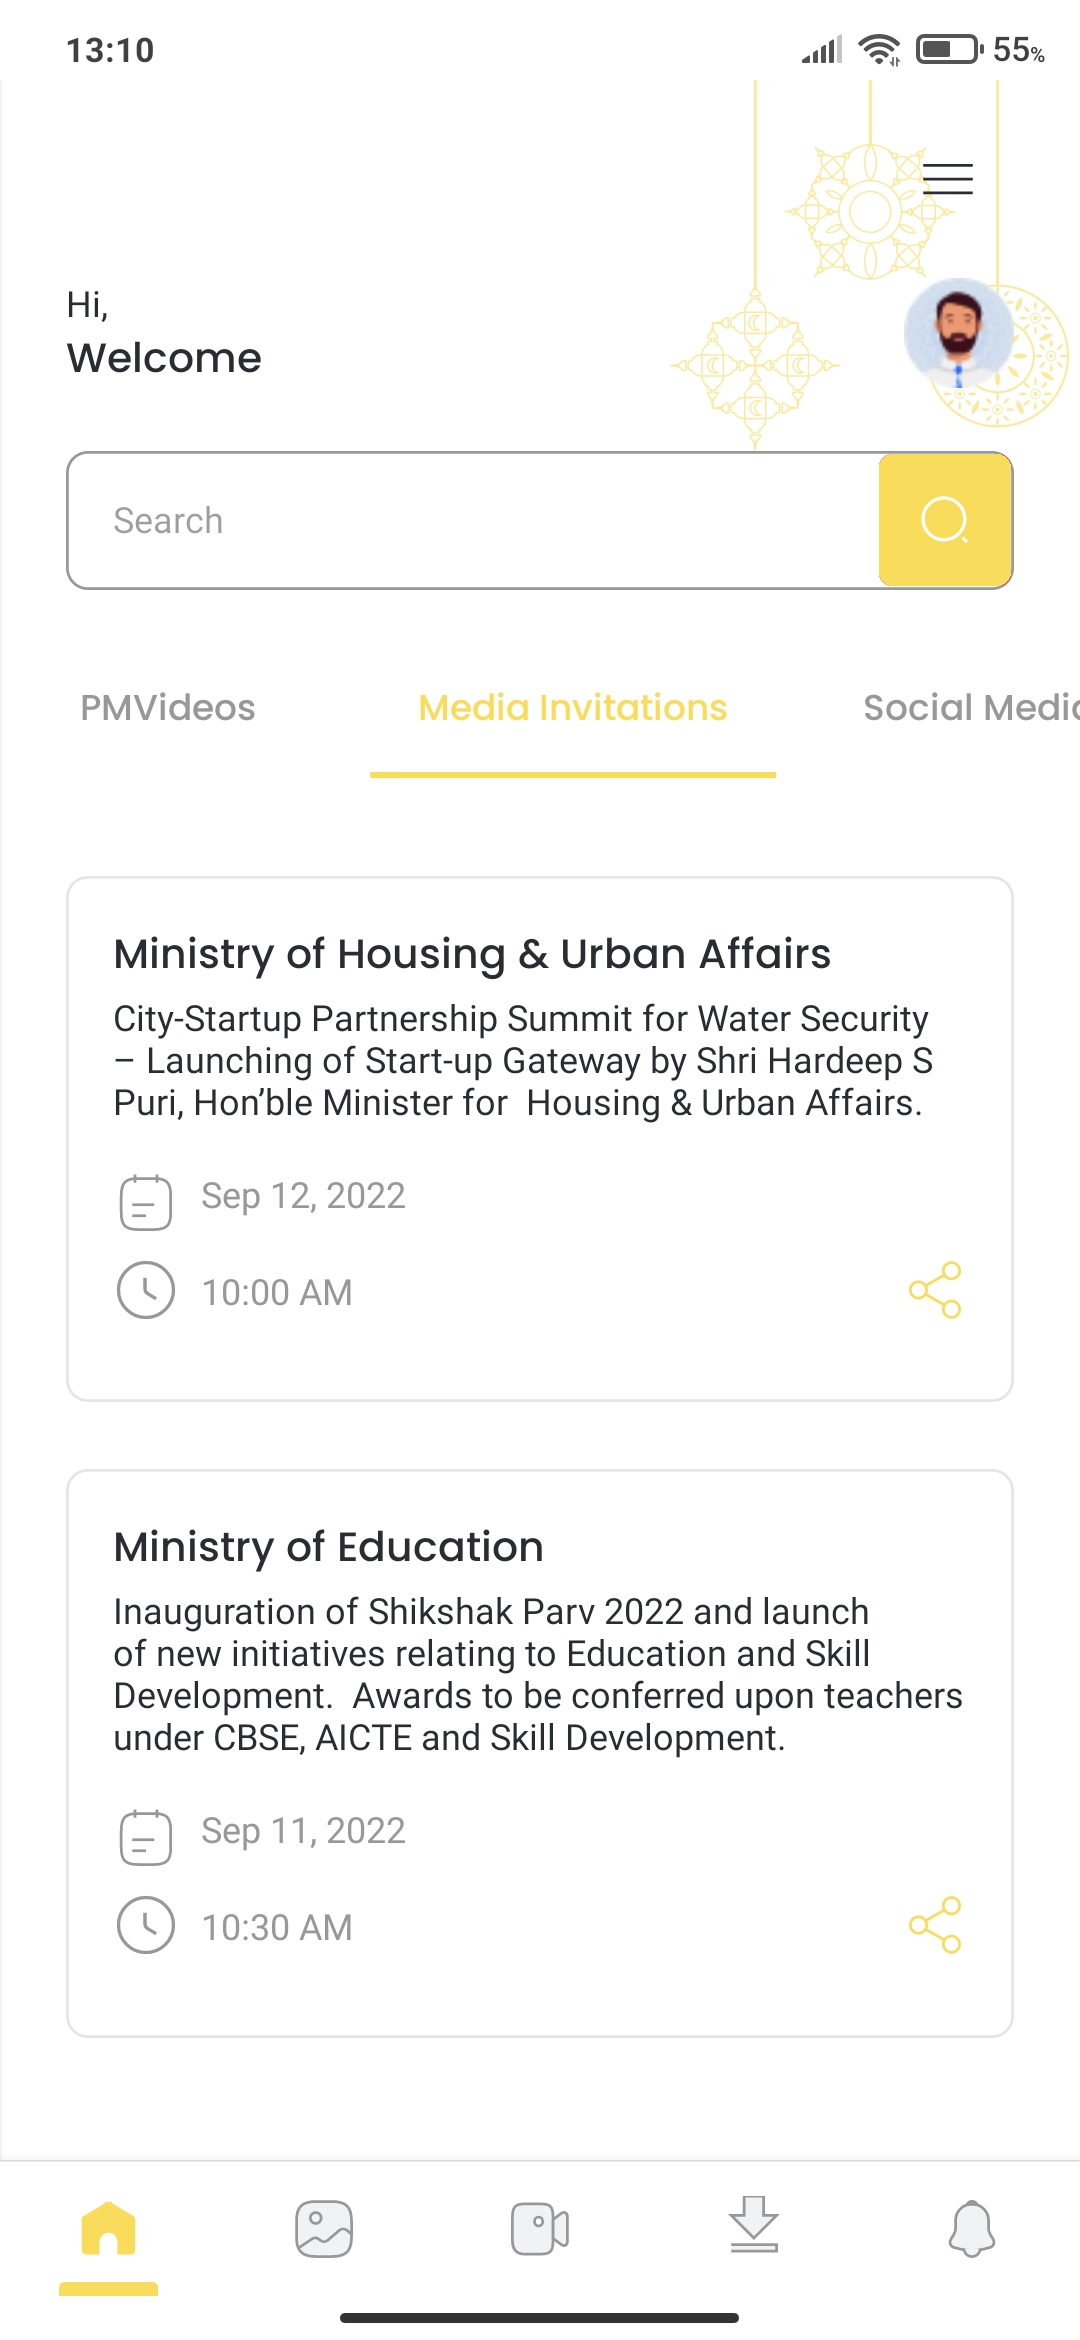 13:10
55%
Hi,
Welcome
Search
PMVideos
Media Invitations
Social Media
Ministry of Housing & Urban Affairs
City-Startup Partnership Summit for Water Security
– Launching of Start-up Gateway by Shri Hardeep S
Puri, Hon’ble Minister for  Housing & Urban Affairs.
Sep 12, 2022
10:00 AM
Ministry of Education
Inauguration of Shikshak Parv 2022 and launch
of new initiatives relating to Education and Skill
Development.  Awards to be conferred upon teachers
under CBSE, AICTE and Skill Development.
Sep 11, 2022
10:30 AM